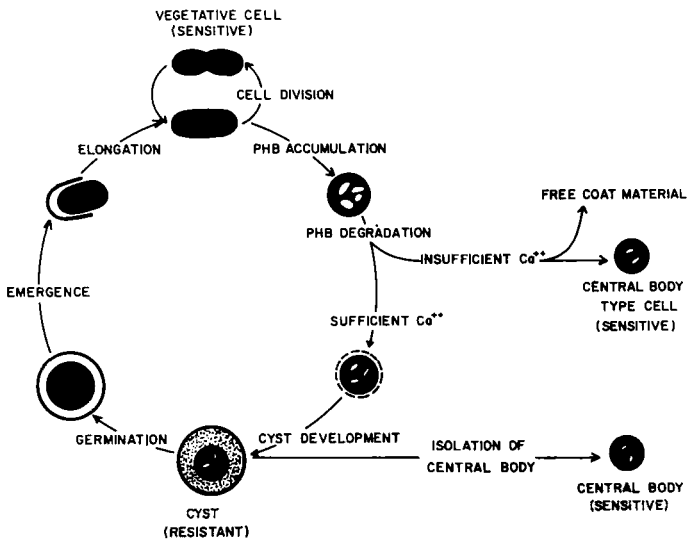 VEGETATIVE CELL
(SENSITIVE)
CELL DIVISION
ELONGATION
PHB ACCUMULATION
FREE COAT MATERIAL
PHB DEGRADATION
INSUFFICIENT Ca++
EMERGENCE
CENTRAL BODY
TYPE CELL
(SENSITIVE)
SUFFICIENT Ca++
GERMINATION
CYST DEVELOPMENT
ISOLATION OF
CENTRAL BODY
CYST
(RESISTANT)
CENTRAL BODY
(SENSITIVE)